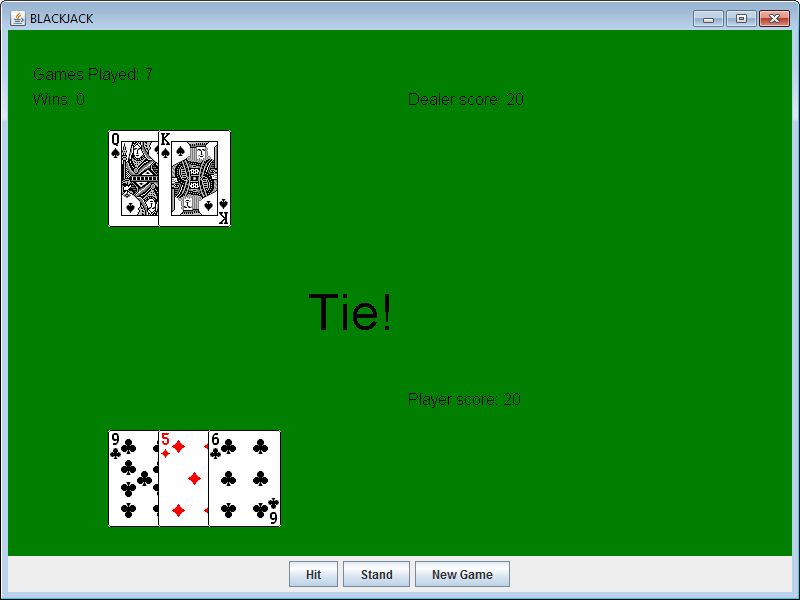 BLACKJACK
Games Played: 7
Wins: 0
Dealer score: 20
Q K
K
Tie!
Player score: 20
9 5 6
6
Hit Stand New Game